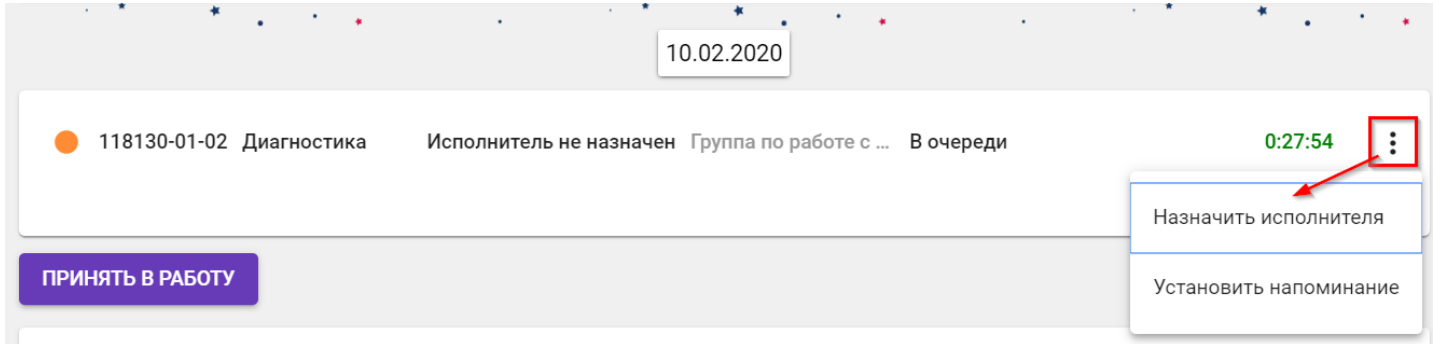 10.02.2020
118130-01-02 Диагностика Исполнитель не назначен Группа по работе с ... В очереди 0:27:54
Назначить исполнителя
ПРИНЯТЬ В РАБОТУ
Установить напоминание